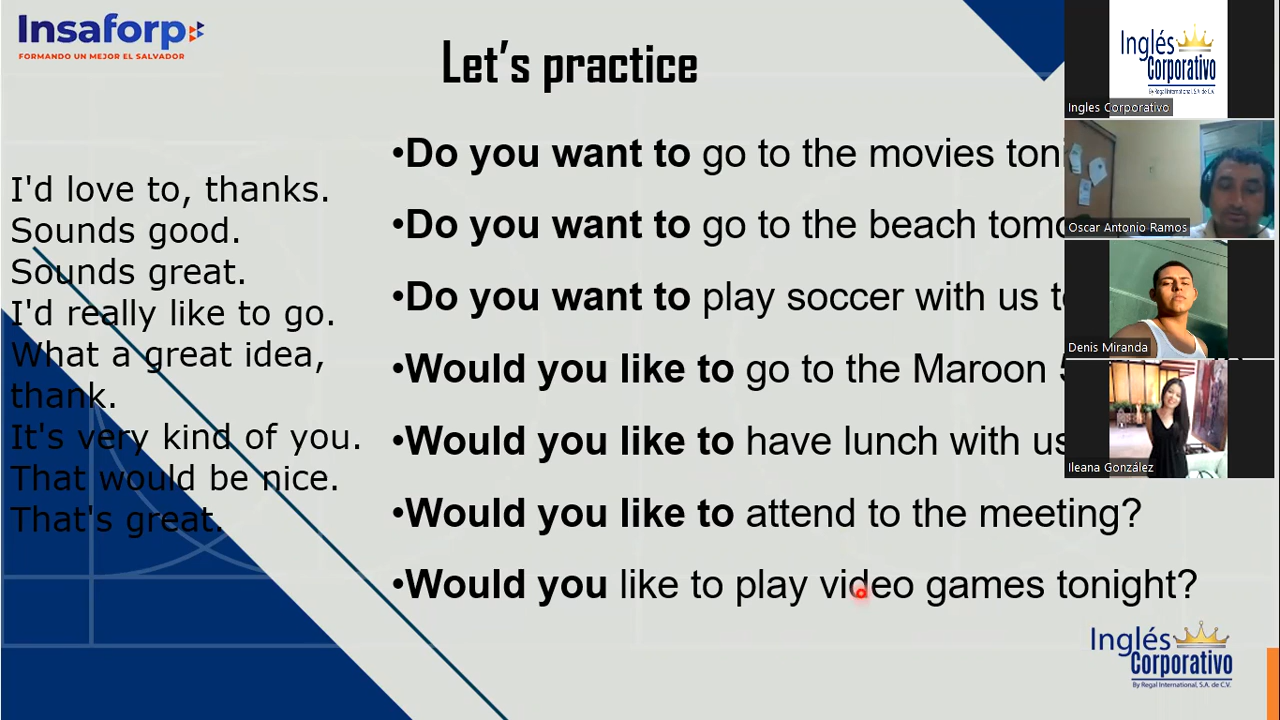 Insaforp
FORMANDO UN MEJOR EL SALVADOR
Let's practice
I'd love to, thanks.
Sounds good.
Sounds great.
I'd really like to go.
What a great idea,
thank.
It's very kind of you.
That would be nice.
That's great.
•Do you want to go to the movies
•Do you want to go to the beach
•Do you want to play soccer with us
•Would you like to go to the Maroon
•Would you like to have lunch with us
•Would you like to attend to the meeting?
•Would you like to play video games tonight?
Inglés
Corporativo
By Regal International, S.A. de C.V.
Ingles Corporativo
Oscar Antonio Ramos
Denis Miranda
Ileana González
Inglés
Corporativo
By Regal International, S.A. de C.V.